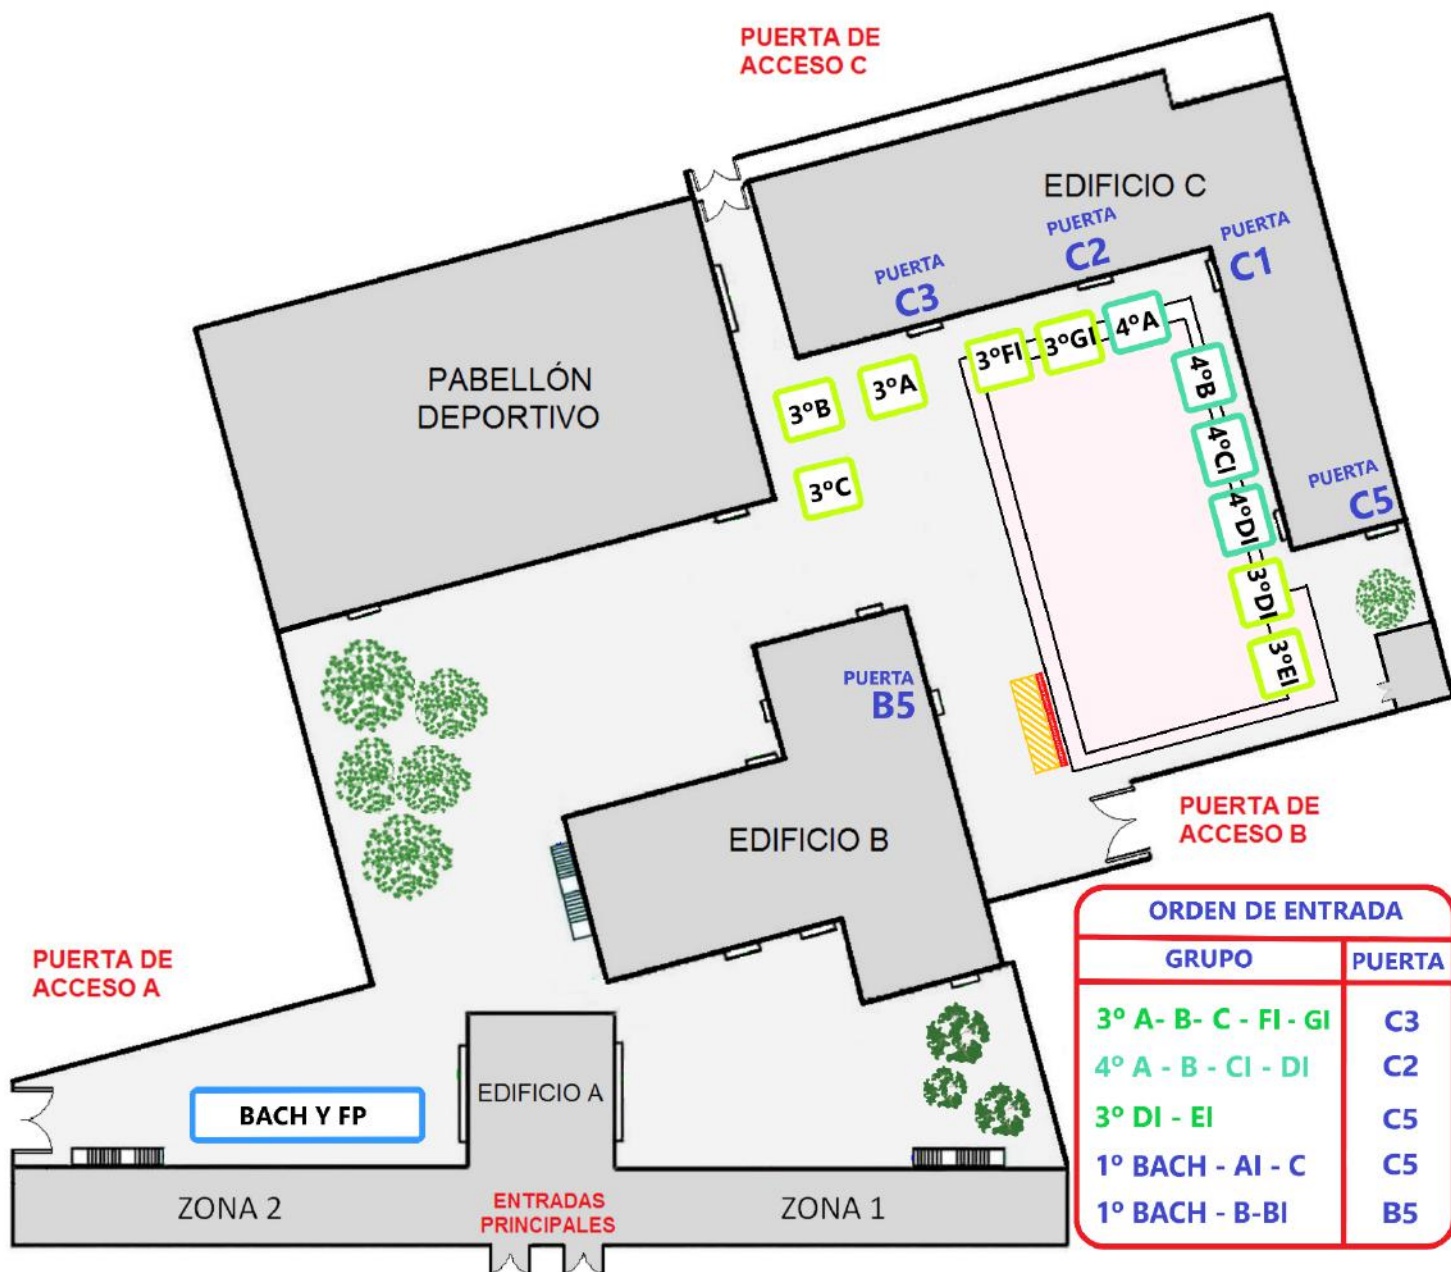 PUERTA DE
ACCESO C
EDIFICIO C
PUERTA
C3
PUERTA
C2
PUERTA
C1
PUERTA
C5
PABELLÓN
DEPORTIVO
3ºB
3ºA
3ºC
3ºFI
3ºGI
4ºA
4ºB
4ºCI
4ºDI
3ºDI
3ºEI
PUERTA
B5
EDIFICIO B
PUERTA DE
ACCESO B
PUERTA DE
ACCESO A
BACH Y FP
EDIFICIO A
ZONA 2
ENTRADAS
PRINCIPALES
ZONA 1
ORDEN DE ENTRADA
GRUPO PUERTA
3º A- B- C - FI - GI C3
4º A - B - CI - DI C2
3º DI - EI C5
1º BACH - AI - C C5
1º BACH - B-BI B5